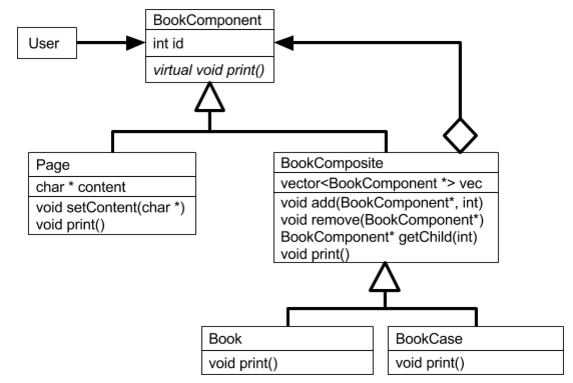 BookComponent
User
int id
virtual void print()
Page
char * content
void setContent(char *)
void print()
BookComposite
vector<BookComponent *> vec
void add(BookComponent*, int)
void remove(BookComponent*)
BookComponent* getChild(int)
void print()
Book
void print()
BookCase
void print()